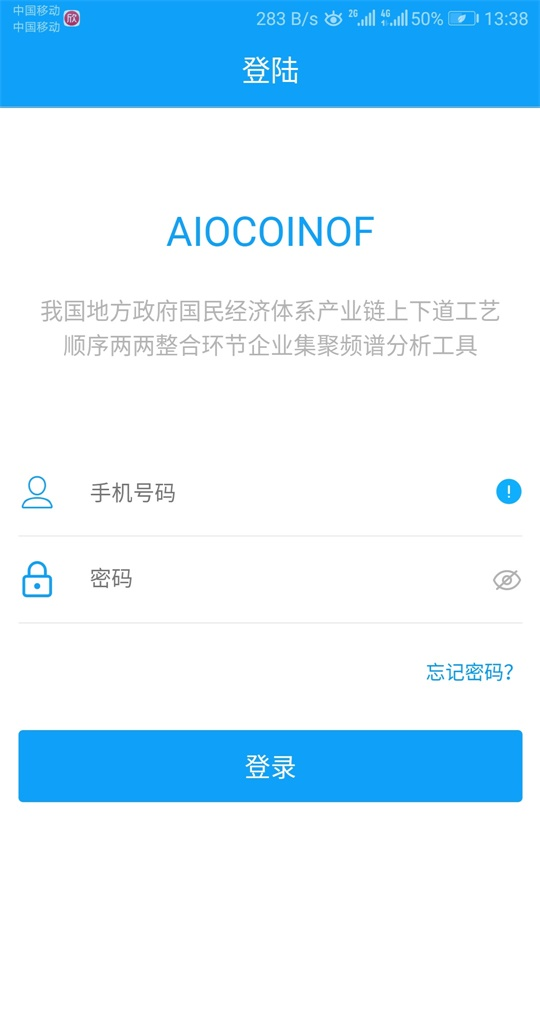 中国移动
中国移动
欣
283 B/s 2G 4G 50% 13:38
登陆
AIOCOINOF
我国地方政府国民经济体系产业链上下道工艺
顺序两两整合环节企业集聚频谱分析工具
手机号码
密码
忘记密码?
登录